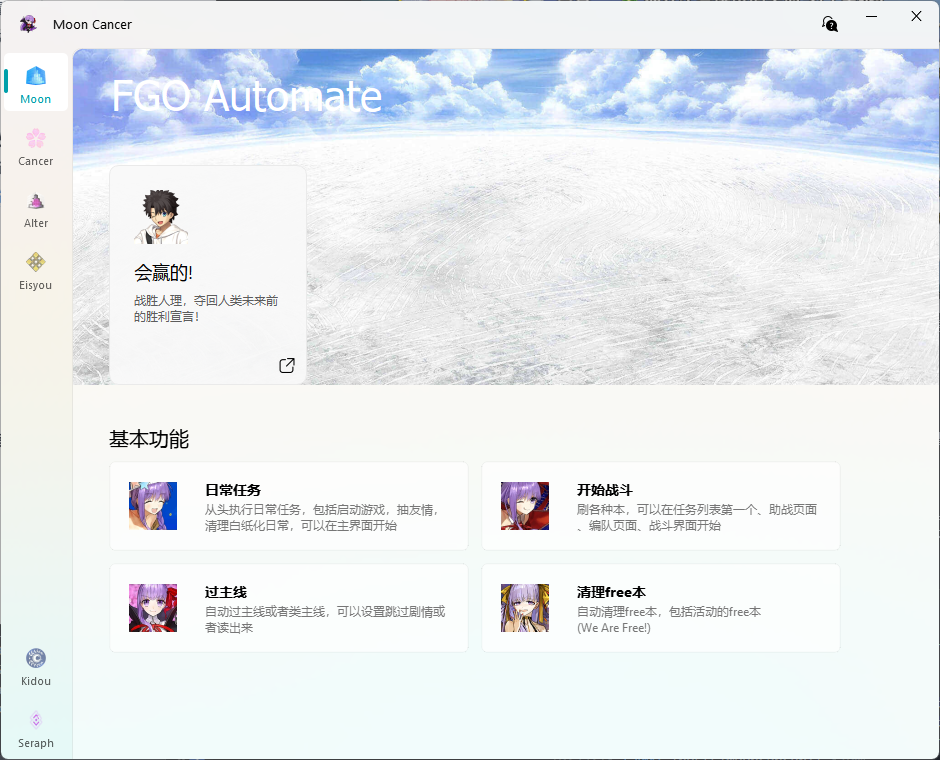 Moon Cancer
Moon
Cancer
Alter
Eisyou
Kidou
Seraph
FGO Automate
会赢的!
战胜人理，夺回人类未来前
的胜利宣言！
基本功能
日常任务
从头执行日常任务，包括启动游戏，抽友情，
清理白纸化日常，可以在主界面开始
开始战斗
刷各种本，可以在任务列表第一个、助战页面
、编队页面、战斗界面开始
过主线
自动过主线或者类主线，可以设置跳过剧情或
者读出来
清理free本
自动清理free本，包括活动的free本
(We Are Free!)